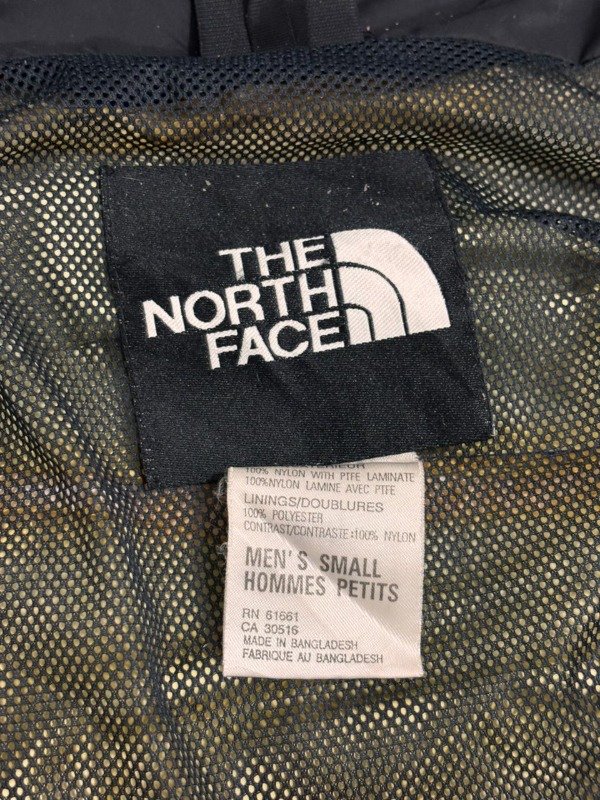 THE
NORTH
FACE
100% NYLON WITH PTFE LAMINATE
100%NYLON LAMINE AVEC PTFE
LININGS/DOUBLURES
100% POLYESTER
CONTRAST/CONTRASTE:100% NYLON
MEN'S SMALL
HOMMES PETITS
RN 61661
CA 30516
MADE IN BANGLADESH
FABRIQUE AU BANGLADESH